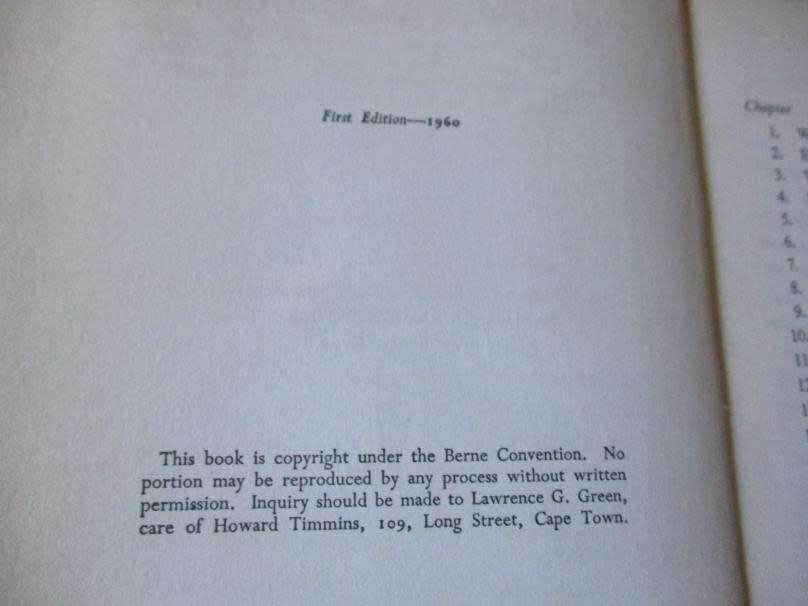 First Edition—1960
This book is copyright under the Berne Convention. No
portion may be reproduced by any process without written
permission. Inquiry should be made to Lawrence G. Green,
care of Howard Timmins, 109, Long Street, Cape Town.
Chapter
1.
2.
3.
4.
5.
6.
7.
8.
9.
10.
11